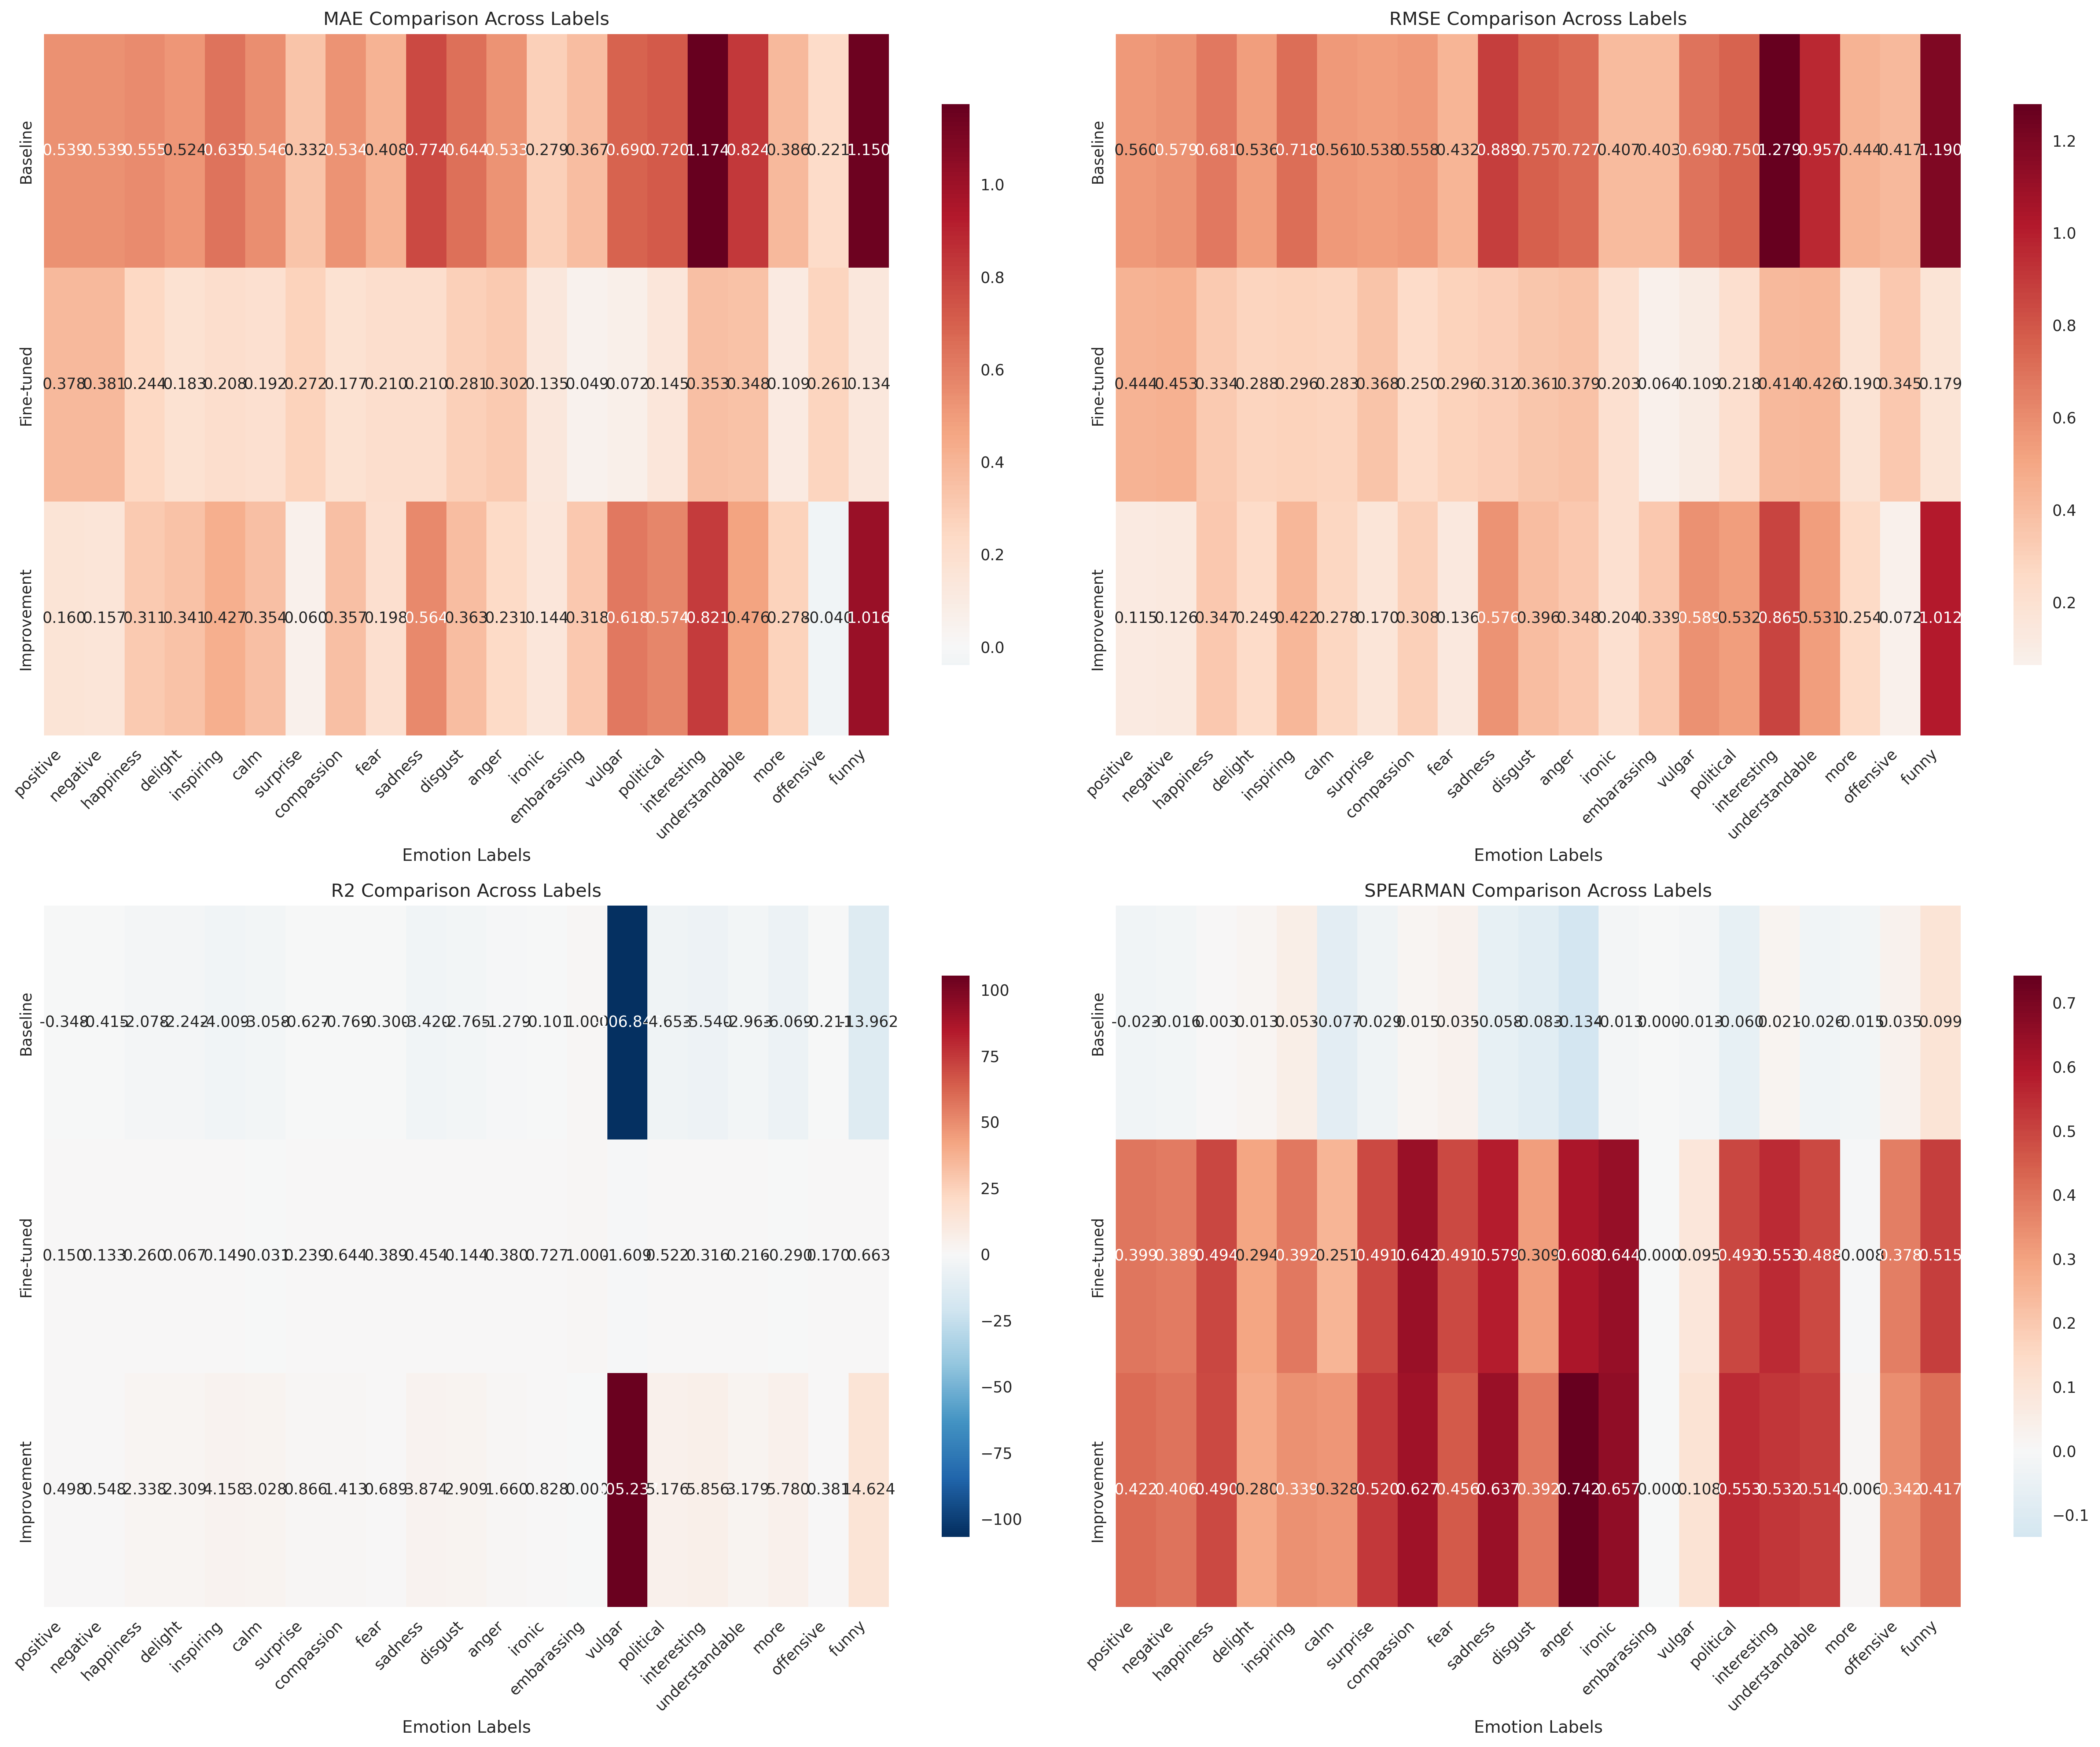 MAE Comparison Across Labels
Baseline
0.539 0.539 0.555 0.524 0.635 0.546 0.332 0.534 0.408 0.774 0.644 0.533 0.279 0.367 0.690 0.720 1.174 0.824 0.386 0.221 1.150
Fine-tuned
0.378 0.381 0.244 0.183 0.208 0.192 0.272 0.177 0.210 0.210 0.281 0.302 0.135 0.049 0.072 0.145 0.353 0.348 0.109 0.261 0.134
Improvement
0.160 0.157 0.311 0.341 0.427 0.354 0.060 0.357 0.198 0.564 0.363 0.231 0.144 0.318 0.618 0.574 0.821 0.476 0.278 -0.040 1.016
positive negative happiness delight inspiring calm surprise compassion fear sadness disgust anger ironic embarassing vulgar political interesting understandable more offensive funny
Emotion Labels
1.0
0.8
0.6
0.4
0.2
0.0
RMSE Comparison Across Labels
Baseline
0.560 0.579 0.681 0.536 0.718 0.561 0.538 0.558 0.432 0.889 0.757 0.727 0.407 0.403 0.698 0.750 1.279 0.957 0.444 0.417 1.190
Fine-tuned
0.444 0.453 0.334 0.288 0.296 0.283 0.368 0.250 0.296 0.312 0.361 0.379 0.203 0.064 0.109 0.218 0.414 0.426 0.190 0.345 0.179
Improvement
0.115 0.126 0.347 0.249 0.422 0.278 0.170 0.308 0.136 0.576 0.396 0.348 0.204 0.339 0.589 0.532 0.865 0.531 0.254 0.072 1.012
positive negative happiness delight inspiring calm surprise compassion fear sadness disgust anger ironic embarassing vulgar political interesting understandable more offensive funny
Emotion Labels
1.2
1.0
0.8
0.6
0.4
0.2
R2 Comparison Across Labels
Baseline
-0.348 -0.415 -2.078 -2.242 -4.009 -3.058 -0.627 -0.769 -0.300 -3.420 -2.765 -1.279 -0.101 1.000 -4.653 -5.540 -2.963 -6.069 -0.211 -13.962
Fine-tuned
0.150 0.133 0.260 0.067 0.149 -0.031 0.239 0.644 0.389 0.454 0.144 0.380 0.727 1.000 -1.609 0.522 0.316 0.216 -0.290 0.170 0.663
Improvement
0.498 0.548 2.338 2.309 4.158 3.028 0.866 1.413 0.689 3.874 2.909 1.660 0.828 0.000 5.176 5.856 3.179 5.780 0.381 14.624
positive negative happiness delight inspiring calm surprise compassion fear sadness disgust anger ironic embarassing vulgar political interesting understandable more offensive funny
Emotion Labels
100
75
50
25
0
−25
−50
−75
−100
SPEARMAN Comparison Across Labels
Baseline
-0.023 -0.016 0.003 0.013 0.053 -0.077 -0.029 0.015 0.035 -0.058 -0.083 -0.134 -0.013 0.000 -0.013 -0.060 0.021 -0.026 -0.015 0.035 0.099
Fine-tuned
0.399 0.389 0.494 0.294 0.392 0.251 0.491 0.642 0.491 0.579 0.309 0.608 0.644 0.000 0.095 0.493 0.553 0.488 -0.008 0.378 0.515
Improvement
0.422 0.406 0.490 0.280 0.339 0.328 0.520 0.627 0.456 0.637 0.392 0.742 0.657 0.000 0.108 0.553 0.532 0.514 0.006 0.342 0.417
positive negative happiness delight inspiring calm surprise compassion fear sadness disgust anger ironic embarassing vulgar political interesting understandable more offensive funny
Emotion Labels
0.7
0.6
0.5
0.4
0.3
0.2
0.1
0.0
−0.1